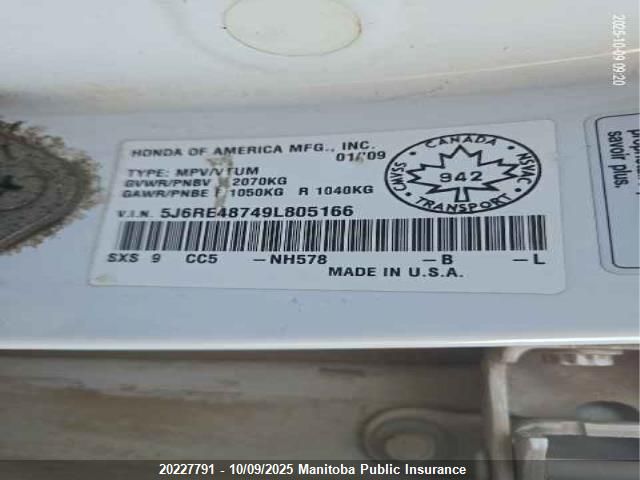 2025-10-09 09:20
HONDA OF AMERICA MFG., INC.
01/'09
TYPE: MPV/VTUM
GVWR/PNBV 2070KG
GAWR/PNBE F 1050KG R 1040KG
V.I.N. 5J6RE48749L805166
SXS 9 CC5 -NH578 -B -L
MADE IN U.S.A.
CANADA
CMVSS 942 NSVAC
TRANSPORT
savoir plus.
20227791 - 10/09/2025 Manitoba Public Insurance